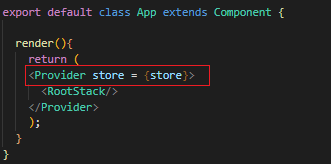 export default class App extends Component {
render(){
return (
<Provider store = {store}>
<RootStack/>
</Provider>
);
}
}